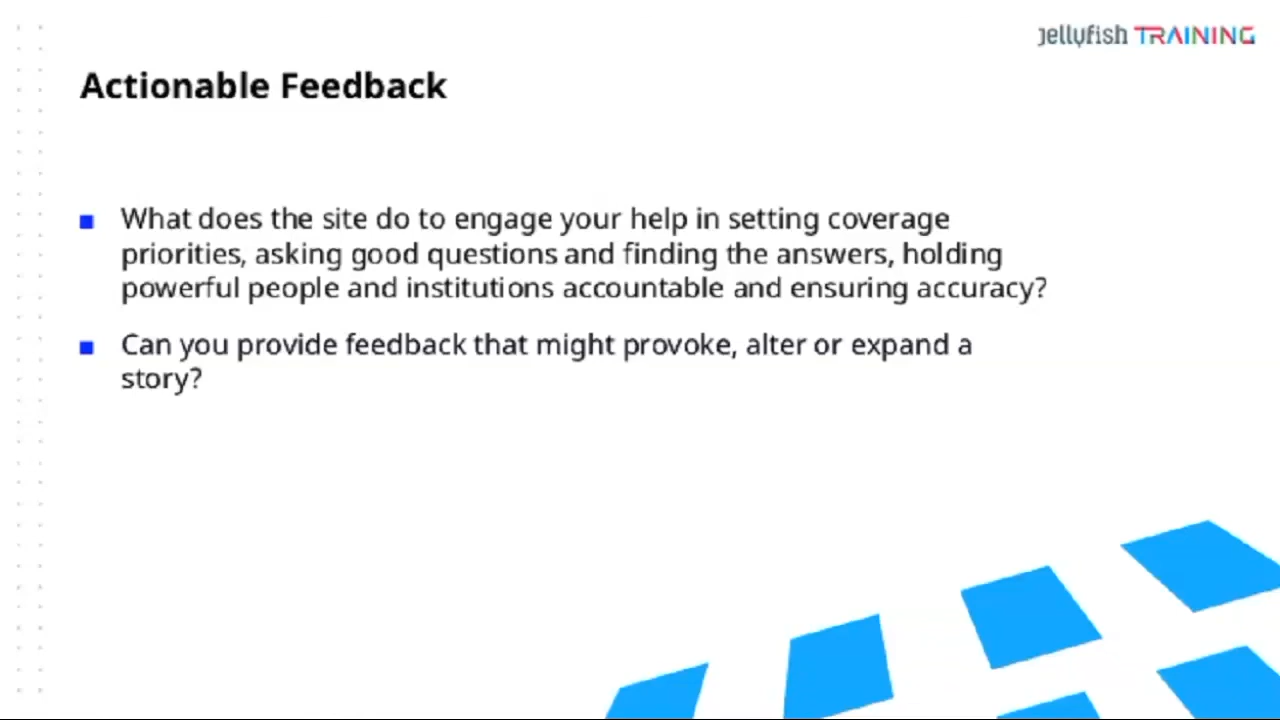 jellyfish TRAINING
Actionable Feedback
What does the site do to engage your help in setting coverage
priorities, asking good questions and finding the answers, holding
powerful people and institutions accountable and ensuring accuracy?
Can you provide feedback that might provoke, alter or expand a
story?